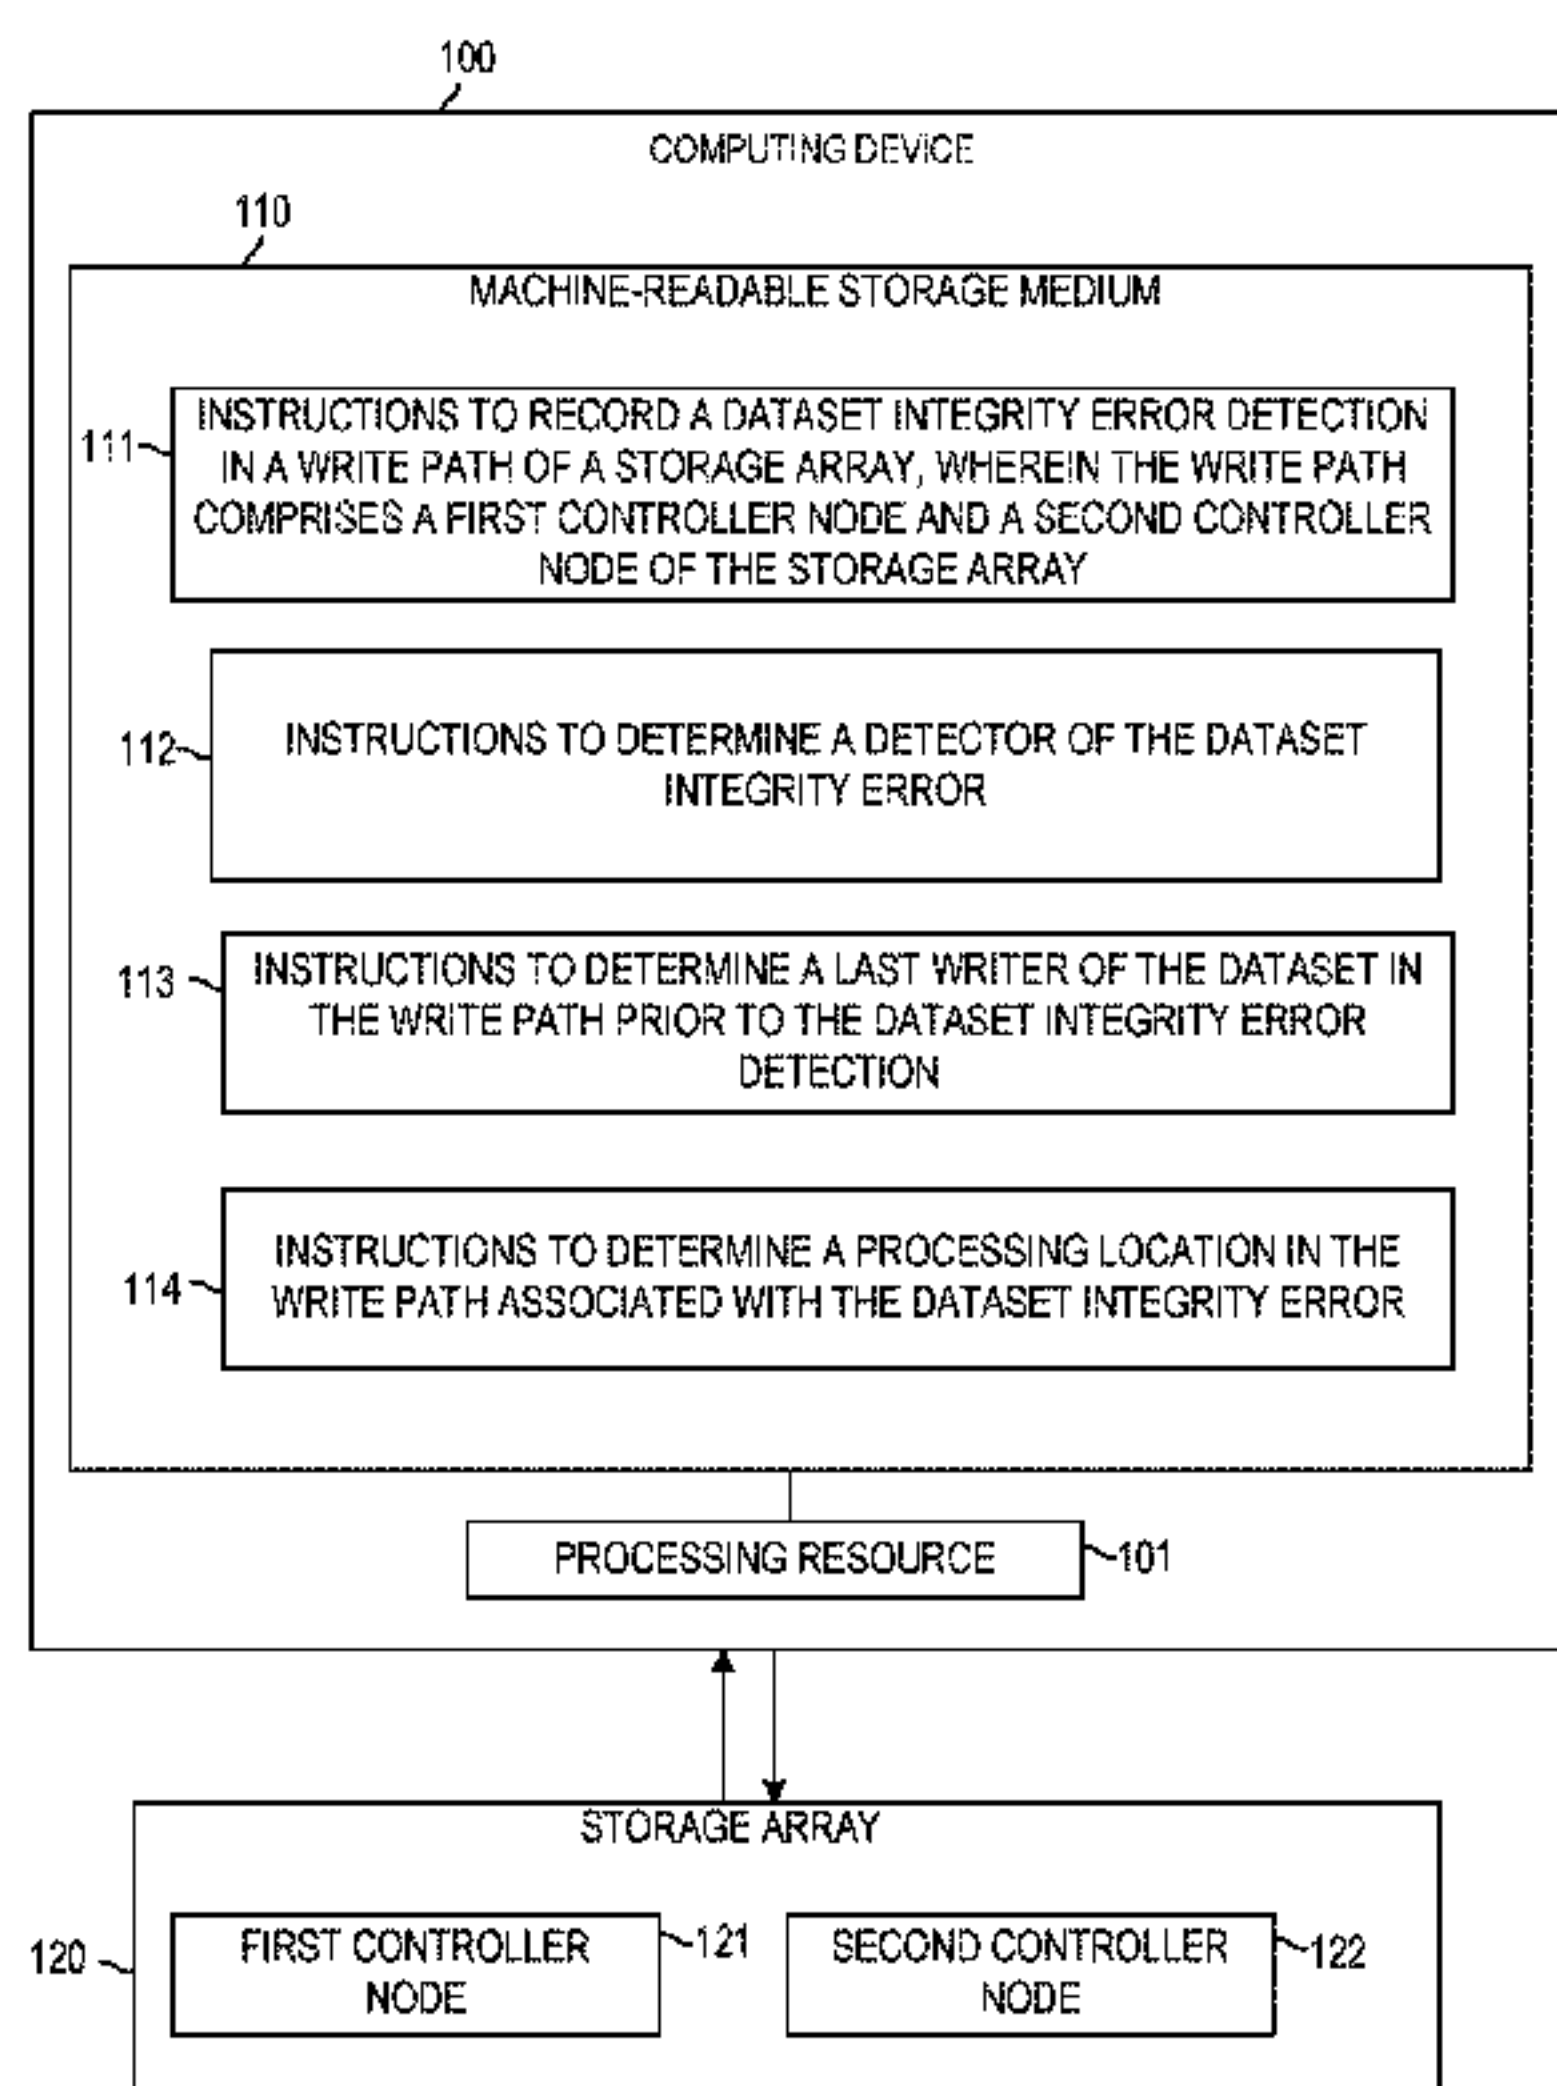 100
COMPUTING DEVICE
110
MACHINE-READABLE STORAGE MEDIUM
111
INSTRUCTIONS TO RECORD A DATASET INTEGRITY ERROR DETECTION
IN A WRITE PATH OF A STORAGE ARRAY, WHEREIN THE WRITE PATH
COMPRISES A FIRST CONTROLLER NODE AND A SECOND CONTROLLER
NODE OF THE STORAGE ARRAY
112
INSTRUCTIONS TO DETERMINE A DETECTOR OF THE DATASET
INTEGRITY ERROR
113
INSTRUCTIONS TO DETERMINE A LAST WRITER OF THE DATASET IN
THE WRITE PATH PRIOR TO THE DATASET INTEGRITY ERROR
DETECTION
114
INSTRUCTIONS TO DETERMINE A PROCESSING LOCATION IN THE
WRITE PATH ASSOCIATED WITH THE DATASET INTEGRITY ERROR
PROCESSING RESOURCE
101
STORAGE ARRAY
120
FIRST CONTROLLER
NODE
121
SECOND CONTROLLER
NODE
122